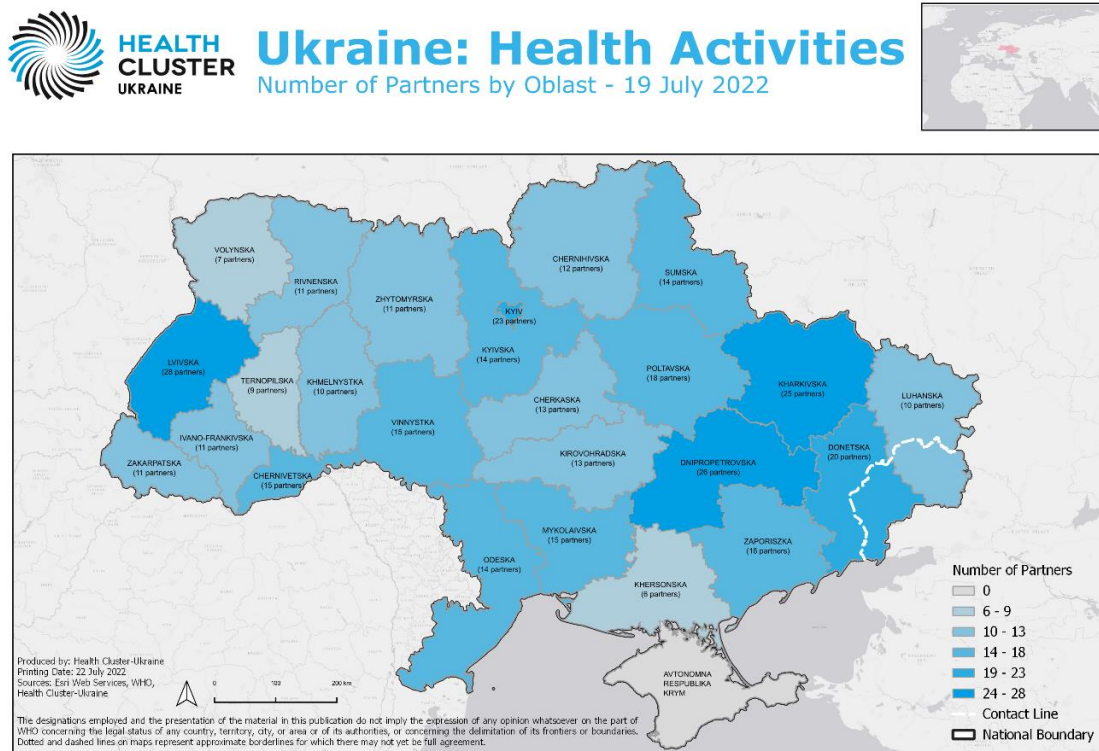 HEALTH
CLUSTER
UKRAINE
Ukraine: Health Activities
Number of Partners by Oblast - 19 July 2022
VOLYNSKA
(7 partners)
RIVNENSKA
(11 partners)
ZHYTOMYRSKA
(11 partners)
CHERNIHIVSKA
(12 partners)
SUMSKA
(14 partners)
KYIV
(23 partners)
KYIVSKA
(14 partners)
LVIVSKA
(28 partners)
TERNOPILSKA
(9 partners)
KHMELNYSTKA
(10 partners)
POLTAVSKA
(18 partners)
KHARKIVSKA
(25 partners)
LUHANSKA
(10 partners)
CHERKASKA
(13 partners)
VINNYSTKA
(15 partners)
IVANO-FRANKIVSKA
(11 partners)
ZAKARPATSKA
(11 partners)
CHERNIVETSKA
(15 partners)
KIROVOHRADSKA
(13 partners)
DNIPROPETROVSKA
(26 partners)
DONETSKA
(20 partners)
MYKOLAIVSKA
(15 partners)
ZAPORISZKA
(16 partners)
ODESKA
(14 partners)
KHERSONSKA
(6 partners)
AVTONOMNA
RESPUBLIKA
KRYM
Number of Partners
0
6 - 9
10 - 13
14 - 18
19 - 23
24 - 28
Contact Line
National Boundary
Produced by: Health Cluster-Ukraine
Printing Date: 22 July 2022
Sources: Esri Web Services, WHO,
Health Cluster-Ukraine
0 100 200 km
The designations employed and the presentation of the material in this publication do not imply the expression of any opinion whatsoever on the part of
WHO concerning the legal status of any country, territory, city, or area or of its authorities, or concerning the delimitation of its frontiers or boundaries.
Dotted and dashed lines on maps represent approximate borderlines for which there may not yet be full agreement.